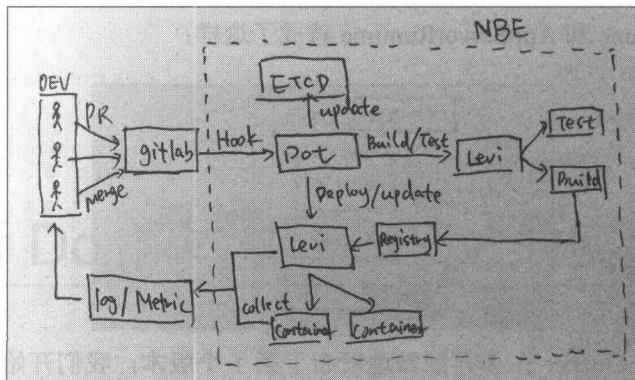 NBE
DEV
PR
Merge
gitlab
Hook
ETCD
update
Dot
Build/Test
Levi
Test
Build
Deploy/update
Levi
Registry
log/Metric
collect
Container
Container